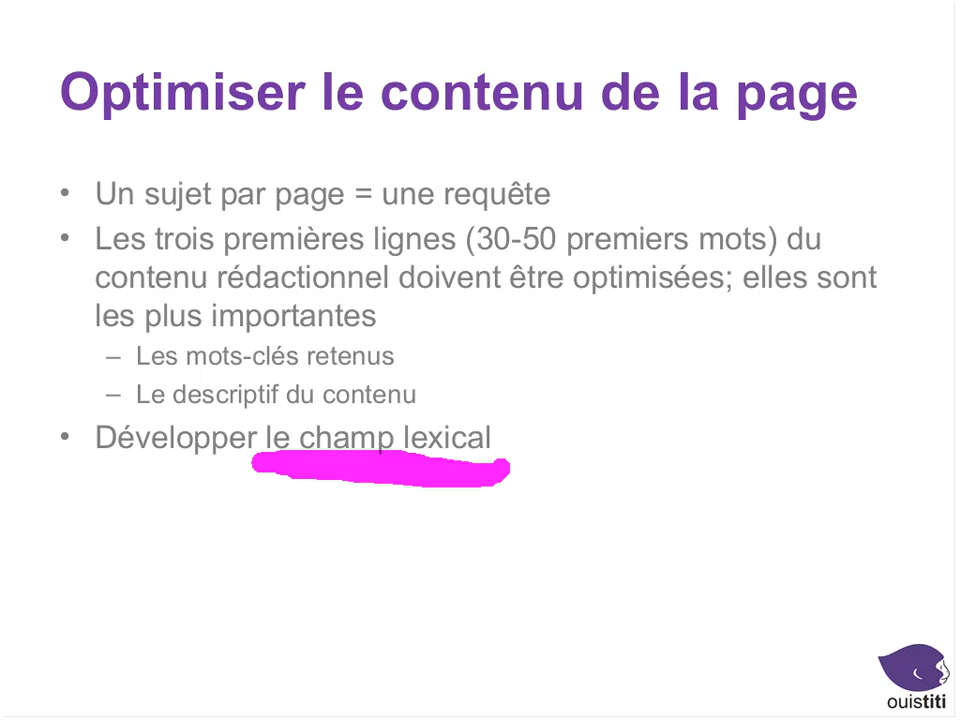 Optimiser le contenu de la page
• Un sujet par page = une requête
• Les trois premières lignes (30-50 premiers mots) du
contenu rédactionnel doivent être optimisées; elles sont
les plus importantes
– Les mots-clés retenus
– Le descriptif du contenu
• Développer le champ lexical
ouistiti